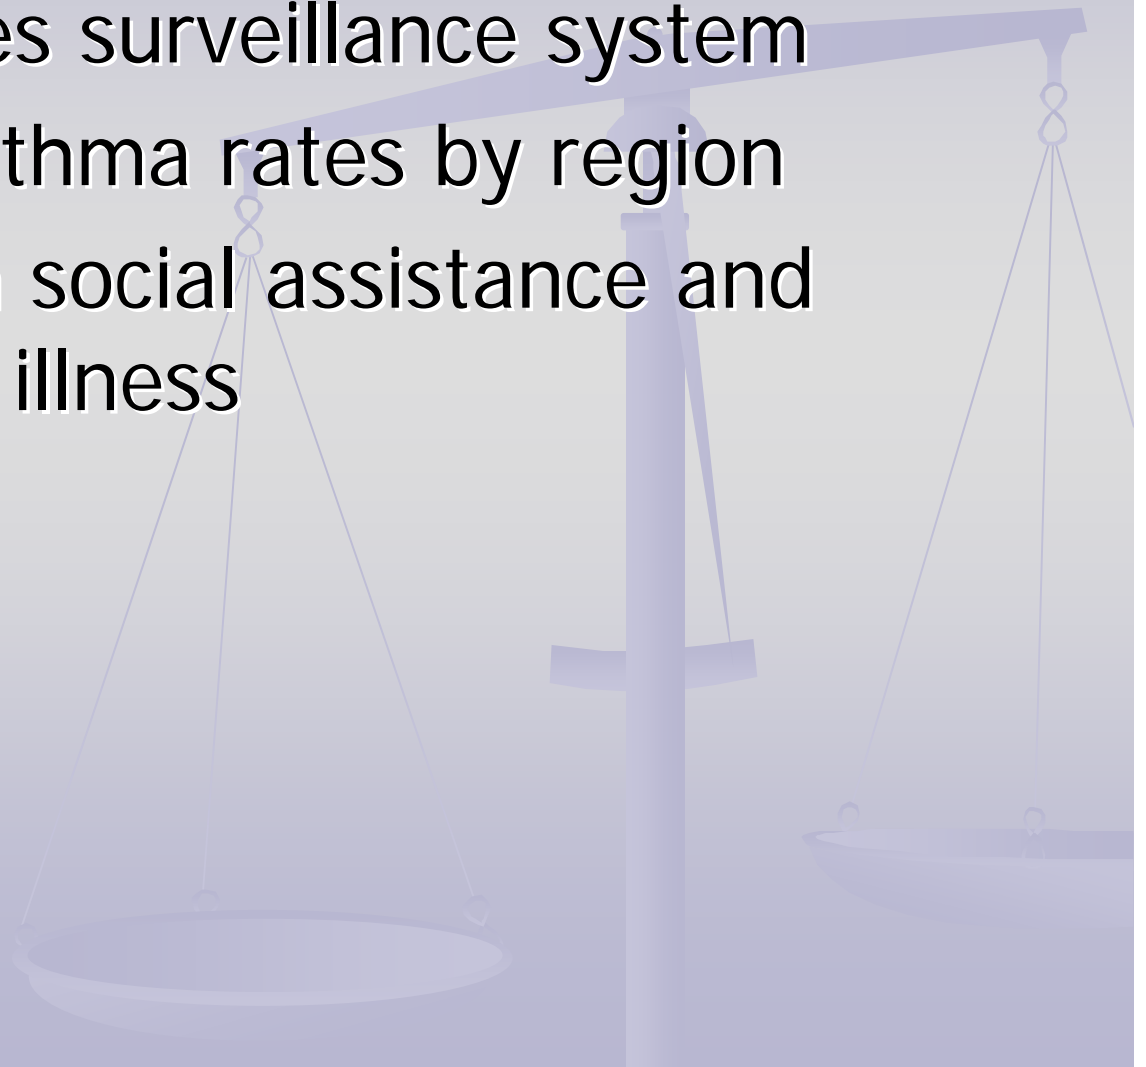 es surveillance system
thma rates by region
social assistance and
illness